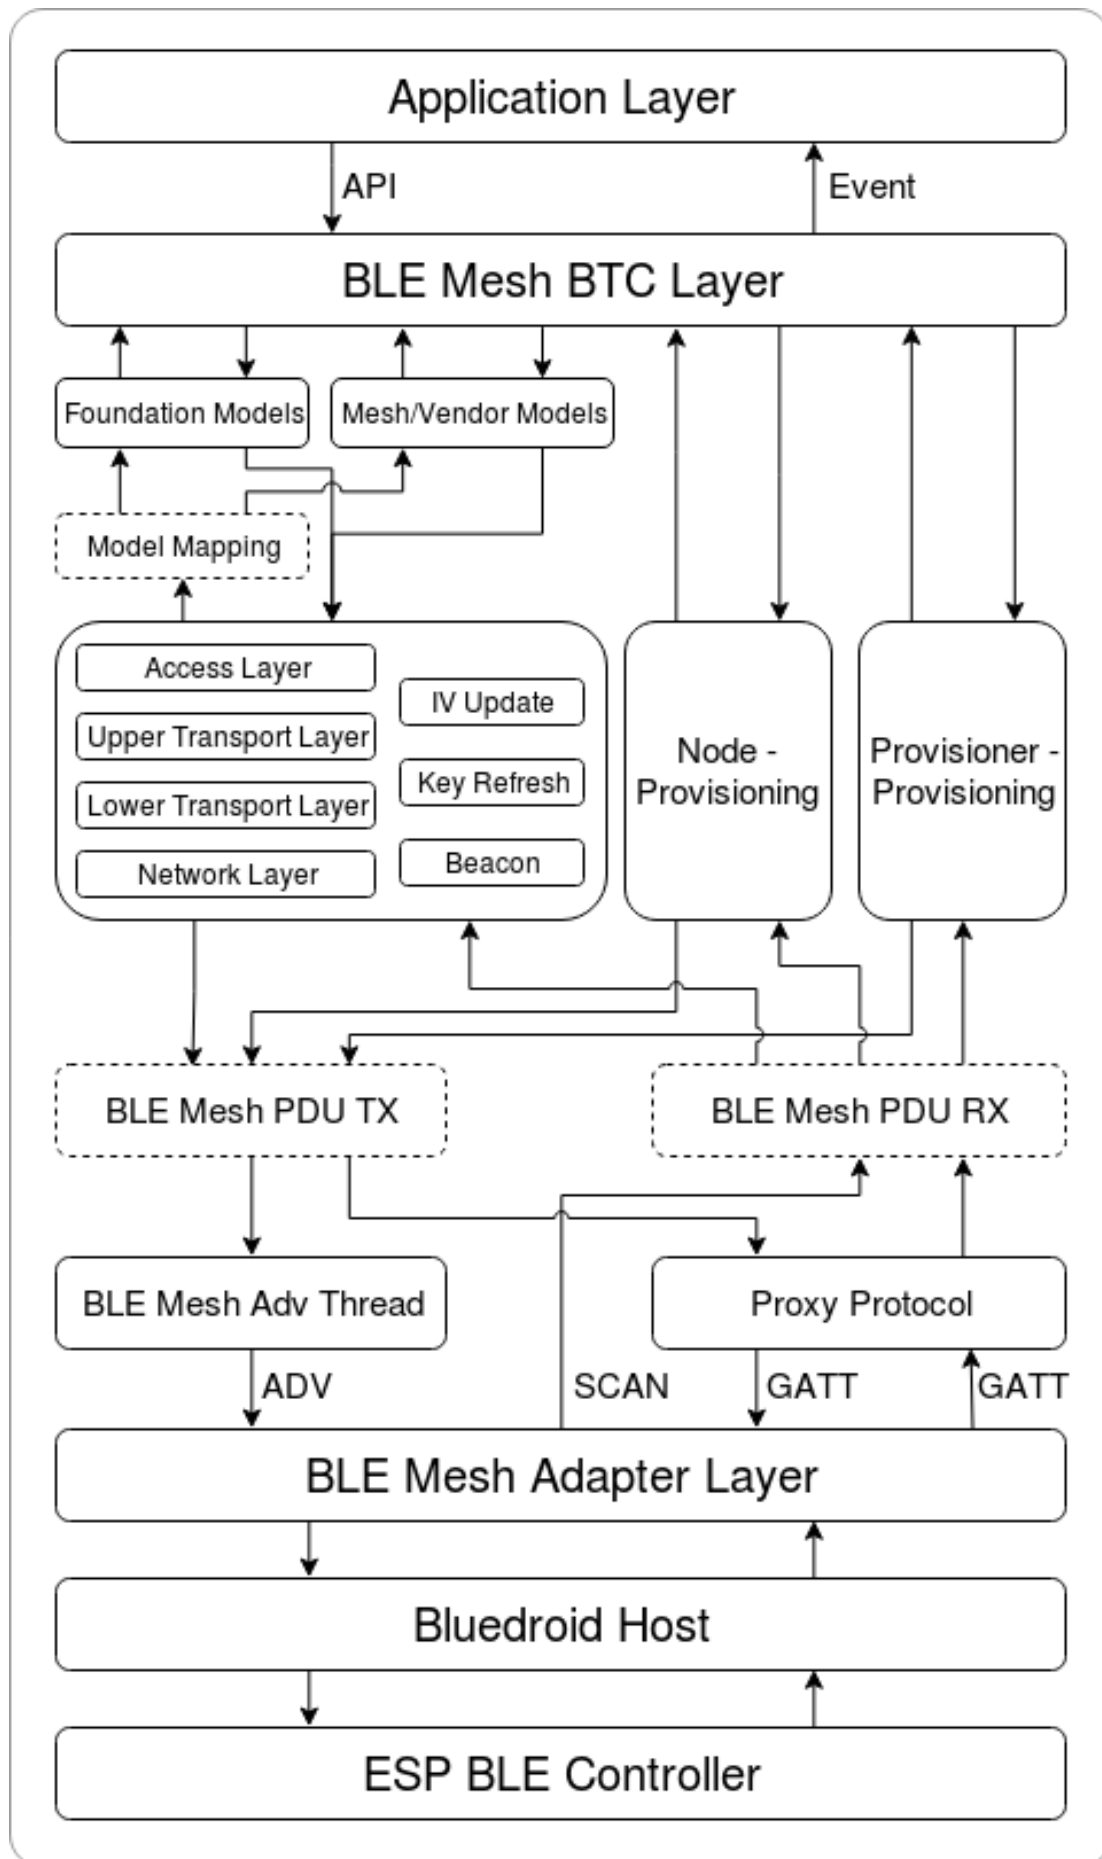 Application Layer
API
Event
BLE Mesh BTC Layer
Foundation Models
Mesh/Vendor Models
Model Mapping
Access Layer
Upper Transport Layer
Lower Transport Layer
Network Layer
IV Update
Key Refresh
Beacon
Node -
Provisioning
Provisioner -
Provisioning
BLE Mesh PDU TX
BLE Mesh PDU RX
BLE Mesh Adv Thread
Proxy Protocol
ADV
SCAN
GATT
GATT
BLE Mesh Adapter Layer
Bluedroid Host
ESP BLE Controller